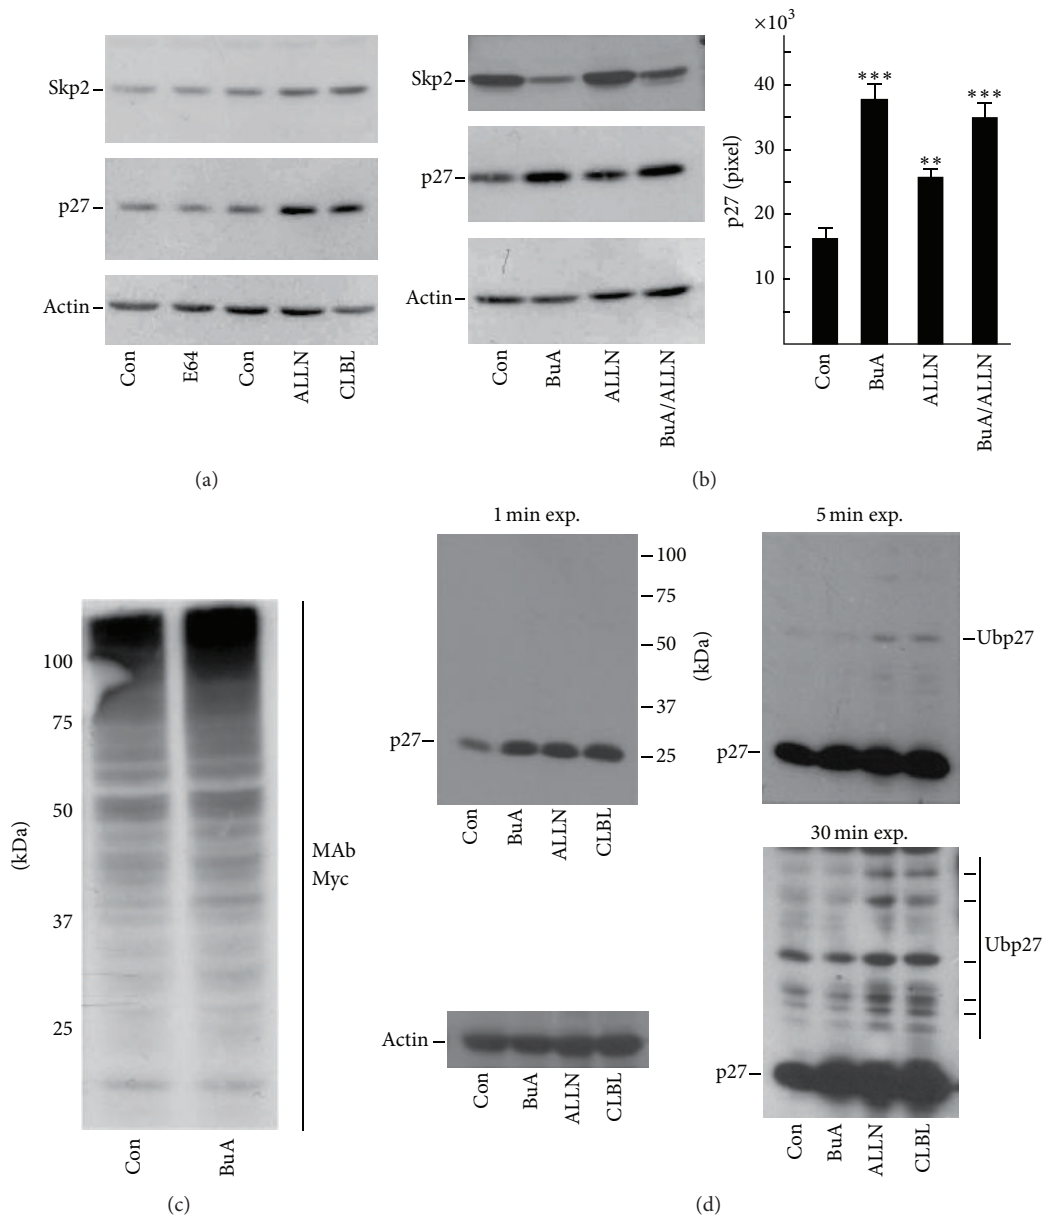 (a)
Skp2
p27
Actin
Con
E64
Con
ALLN
CLBL
(b)
Skp2
p27
Actin
Con
BuA
ALLN
BuA/ALLN
×10³
40
30
20
10
p27 (pixel)
***
**
***
Con
BuA
ALLN
BuA/ALLN
(c)
(kDa)
100
75
50
37
25
MAb
Myc
Con
BuA
(d)
1 min exp.
100
75
50
37
25
(kDa)
p27
Con
BuA
ALLN
CLBL
Actin
Con
BuA
ALLN
CLBL
5 min exp.
Ubp27
p27
30 min exp.
Ubp27
p27
Con
BuA
ALLN
CLBL